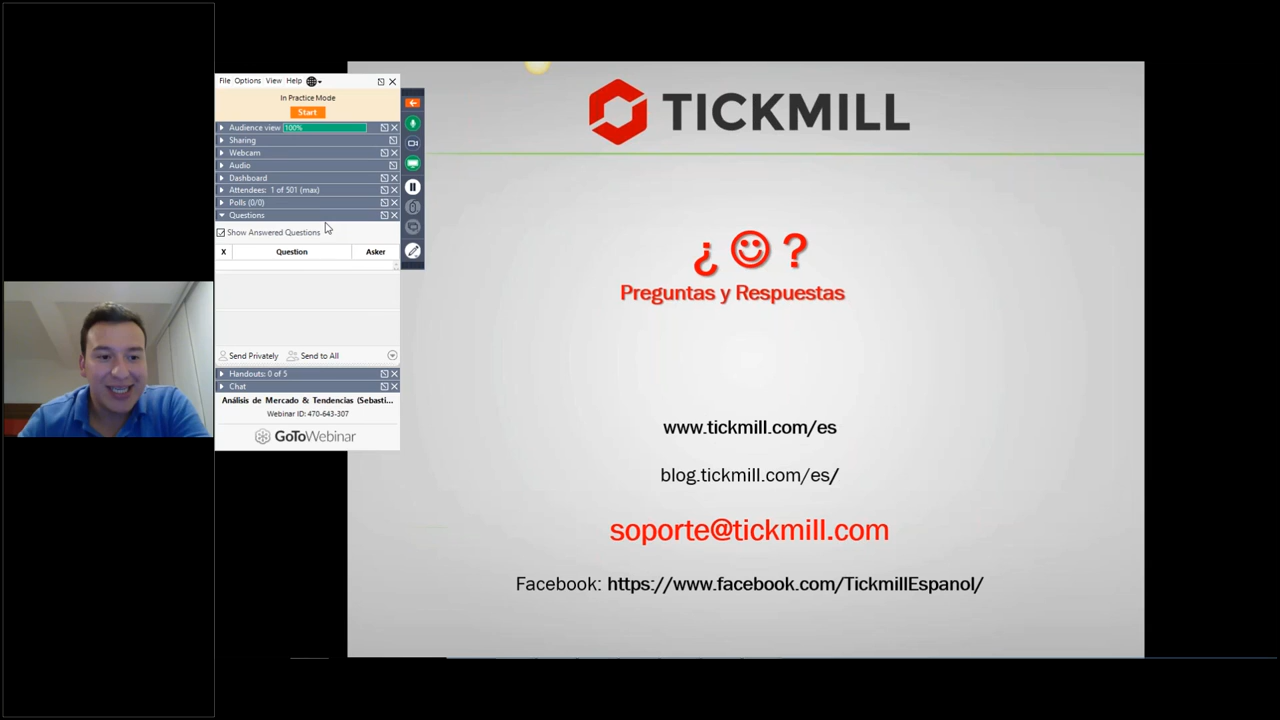 File Options View Help
In Practice Mode
Start
Audience view 100%
Sharing
Webcam
Audio
Dashboard
Attendees: 1 of 501 (max)
Polls (0/0)
Questions
Show Answered Questions
X Question Asker
Send Privately Send to All
Handouts: 0 of 5
Chat
Análisis de Mercado & Tendencias (Sebasti...
Webinar ID: 470-643-307
GoToWebinar
TICKMILL
¿ ☺ ?
Preguntas y Respuestas
www.tickmill.com/es
blog.tickmill.com/es/
soporte@tickmill.com
Facebook: https://www.facebook.com/TickmillEspanol/